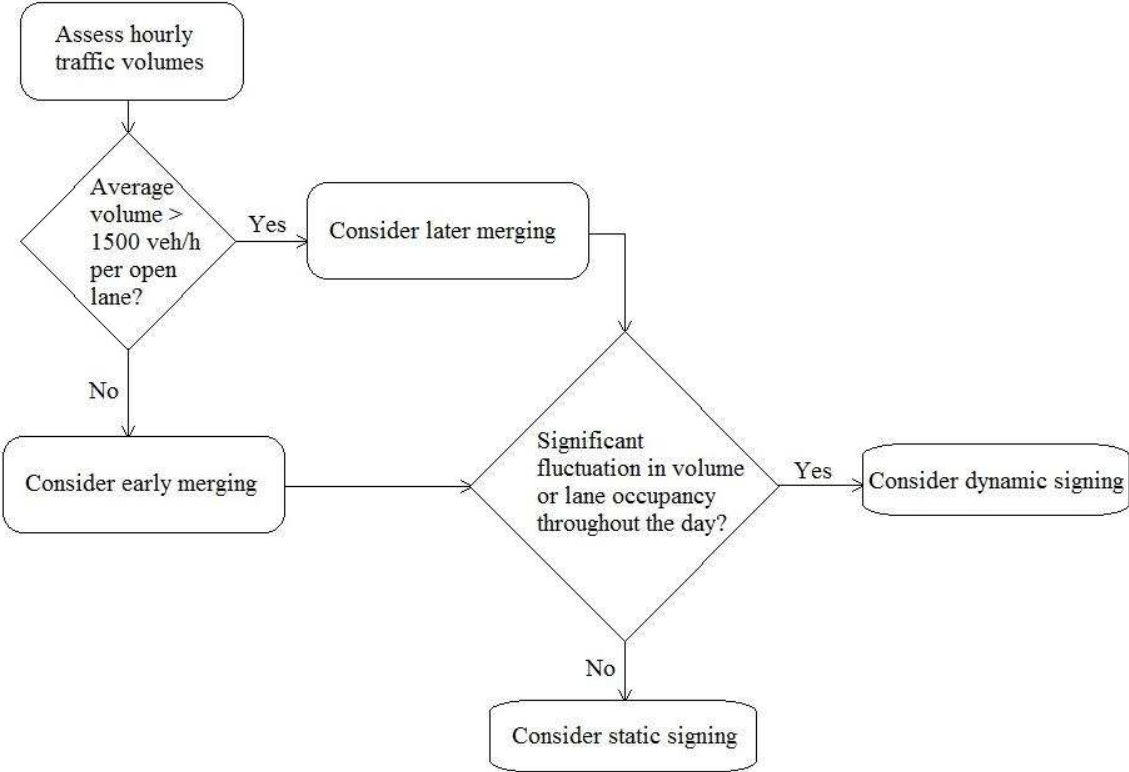 Assess hourly
traffic volumes
Average
volume >
1500 veh/h
per open
lane?
Yes
Consider later merging
No
Consider early merging
Significant
fluctuation in volume
or lane occupancy
throughout the day?
Yes
Consider dynamic signing
No
Consider static signing